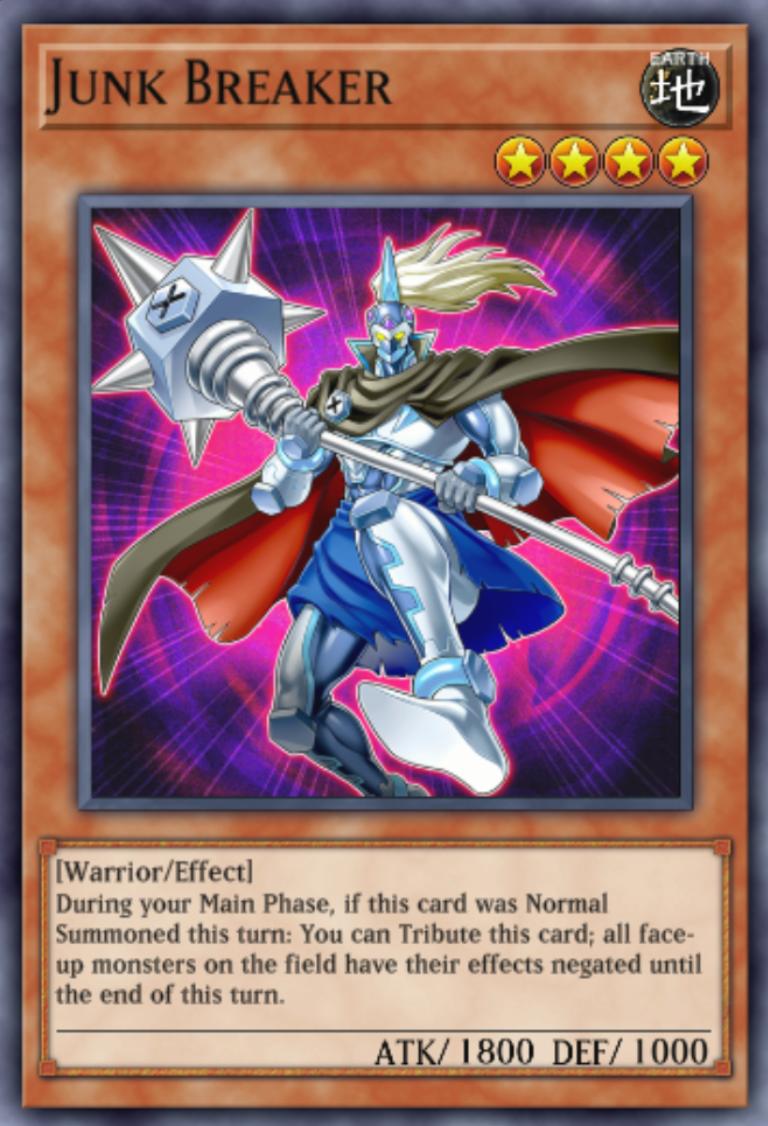 JUNK BREAKER
EARTH
地
[Warrior/Effect]
During your Main Phase, if this card was Normal
Summoned this turn: You can Tribute this card; all face-
up monsters on the field have their effects negated until
the end of this turn.
ATK/ 1800 DEF/ 1000